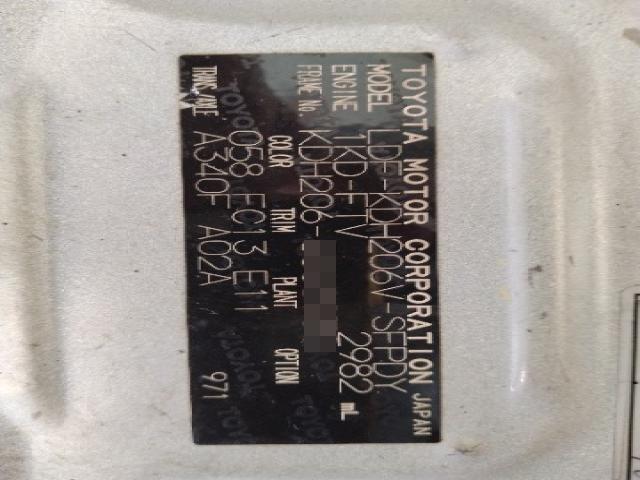 TOYOTA MOTOR CORPORATION JAPAN
MODEL LDF-KDH206V-SFPDY
ENGINE 1KD-FTV 2982 mL
FRAME No. KDH206-
COLOR TRIM PLANT OPTION
058 FC13 E11
TRANS./AXLE A340F A02A 971